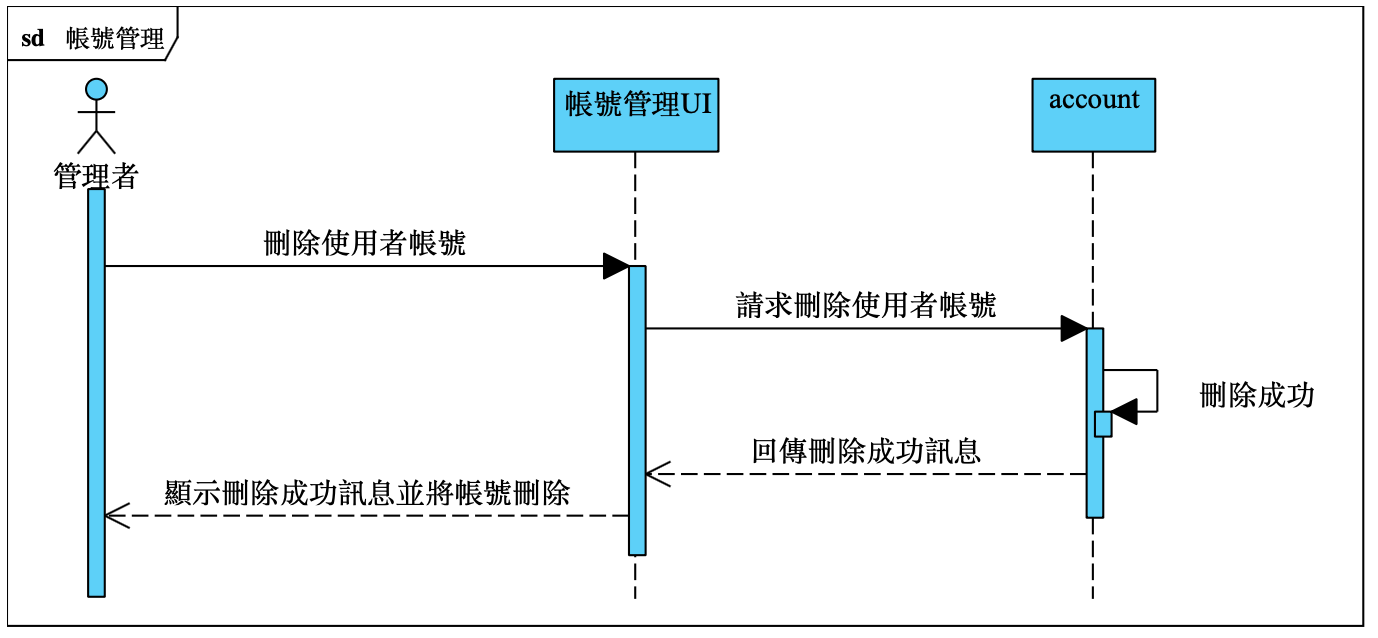 sd 帳號管理
管理者
帳號管理UI
account
刪除使用者帳號
請求刪除使用者帳號
刪除成功
回傳刪除成功訊息
顯示刪除成功訊息並將帳號刪除